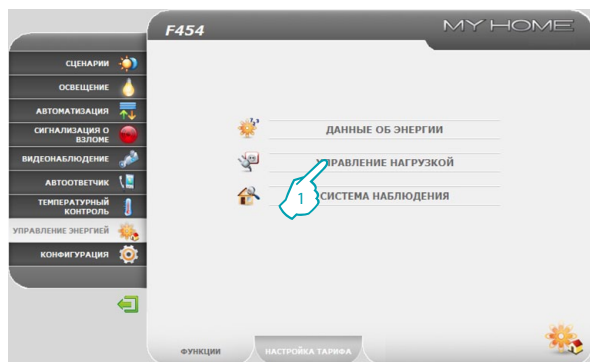 F454
MY HOME
СЦЕНАРИИ
ОСВЕЩЕНИЕ
АВТОМАТИЗАЦИЯ
СИГНАЛИЗАЦИЯ О
ВЗЛОМЕ
ВИДЕОНАБЛЮДЕНИЕ
АВТООТВЕТЧИК
ТЕМПЕРАТУРНЫЙ
КОНТРОЛЬ
УПРАВЛЕНИЕ ЭНЕРГИЕЙ
КОНФИГУРАЦИЯ
ДАННЫЕ ОБ ЭНЕРГИИ
УПРАВЛЕНИЕ НАГРУЗКОЙ
СИСТЕМА НАБЛЮДЕНИЯ
1
ФУНКЦИИ
НАСТРОЙКА ТАРИФА